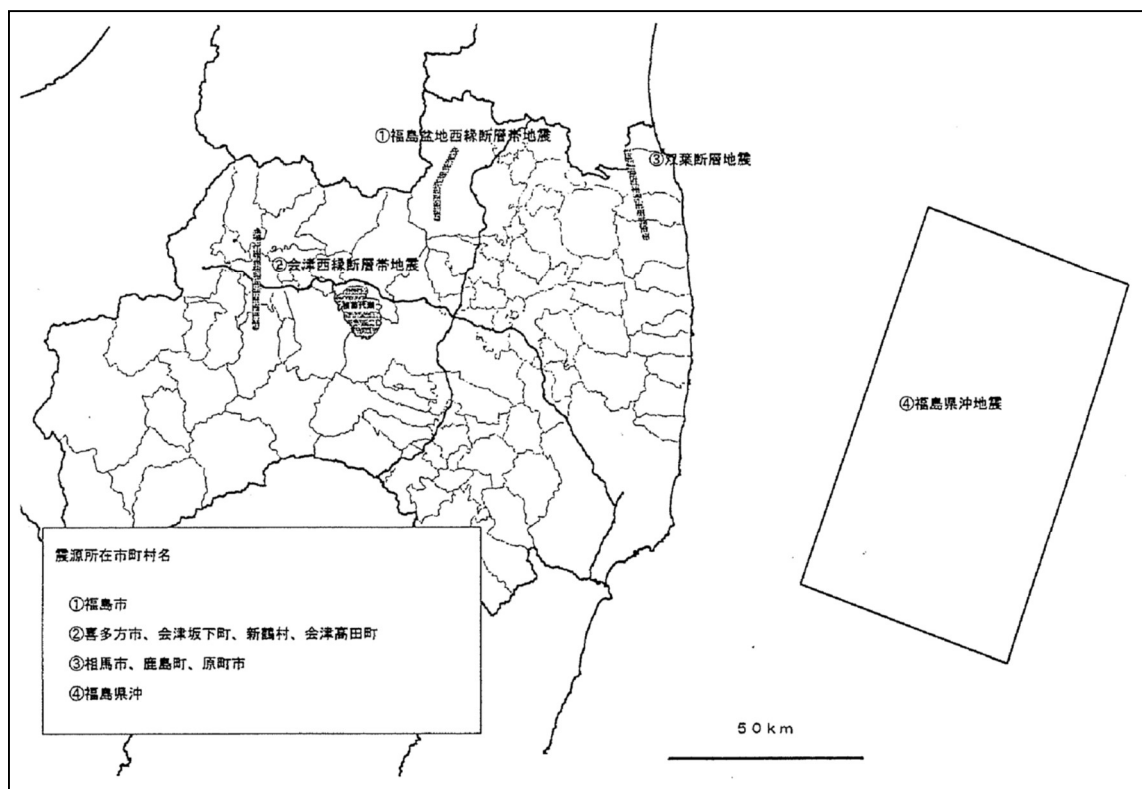 ①福島盆地西縁断層帯地震
③双葉断層地震
②会津西縁断層帯地震
④福島県沖地震
震源所在市町村名
①福島市
②喜多方市、会津坂下町、新鶴村、会津高田町
③相馬市、鹿島町、原町市
④福島県沖
50km